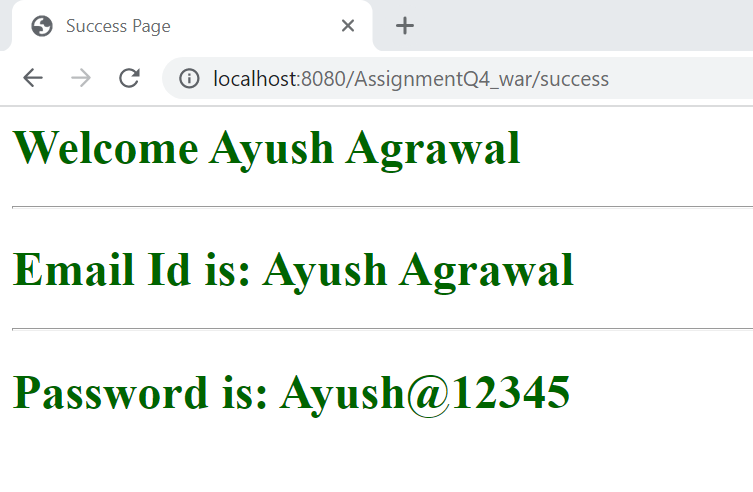 Success Page
localhost:8080/AssignmentQ4_war/success
Welcome Ayush Agrawal
Email Id is: Ayush Agrawal
Password is: Ayush@12345